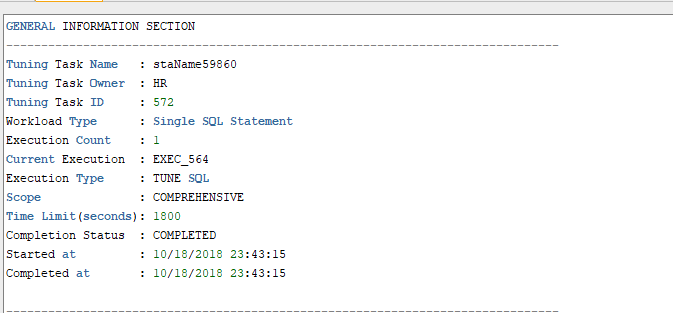 GENERAL INFORMATION SECTION
-------------------------------------------------------------------------------
Tuning Task Name   : staName59860
Tuning Task Owner  : HR
Tuning Task ID     : 572
Workload Type      : Single SQL Statement
Execution Count    : 1
Current Execution  : EXEC_564
Execution Type     : TUNE SQL
Scope              : COMPREHENSIVE
Time Limit(seconds): 1800
Completion Status  : COMPLETED
Started at         : 10/18/2018 23:43:15
Completed at       : 10/18/2018 23:43:15
-------------------------------------------------------------------------------